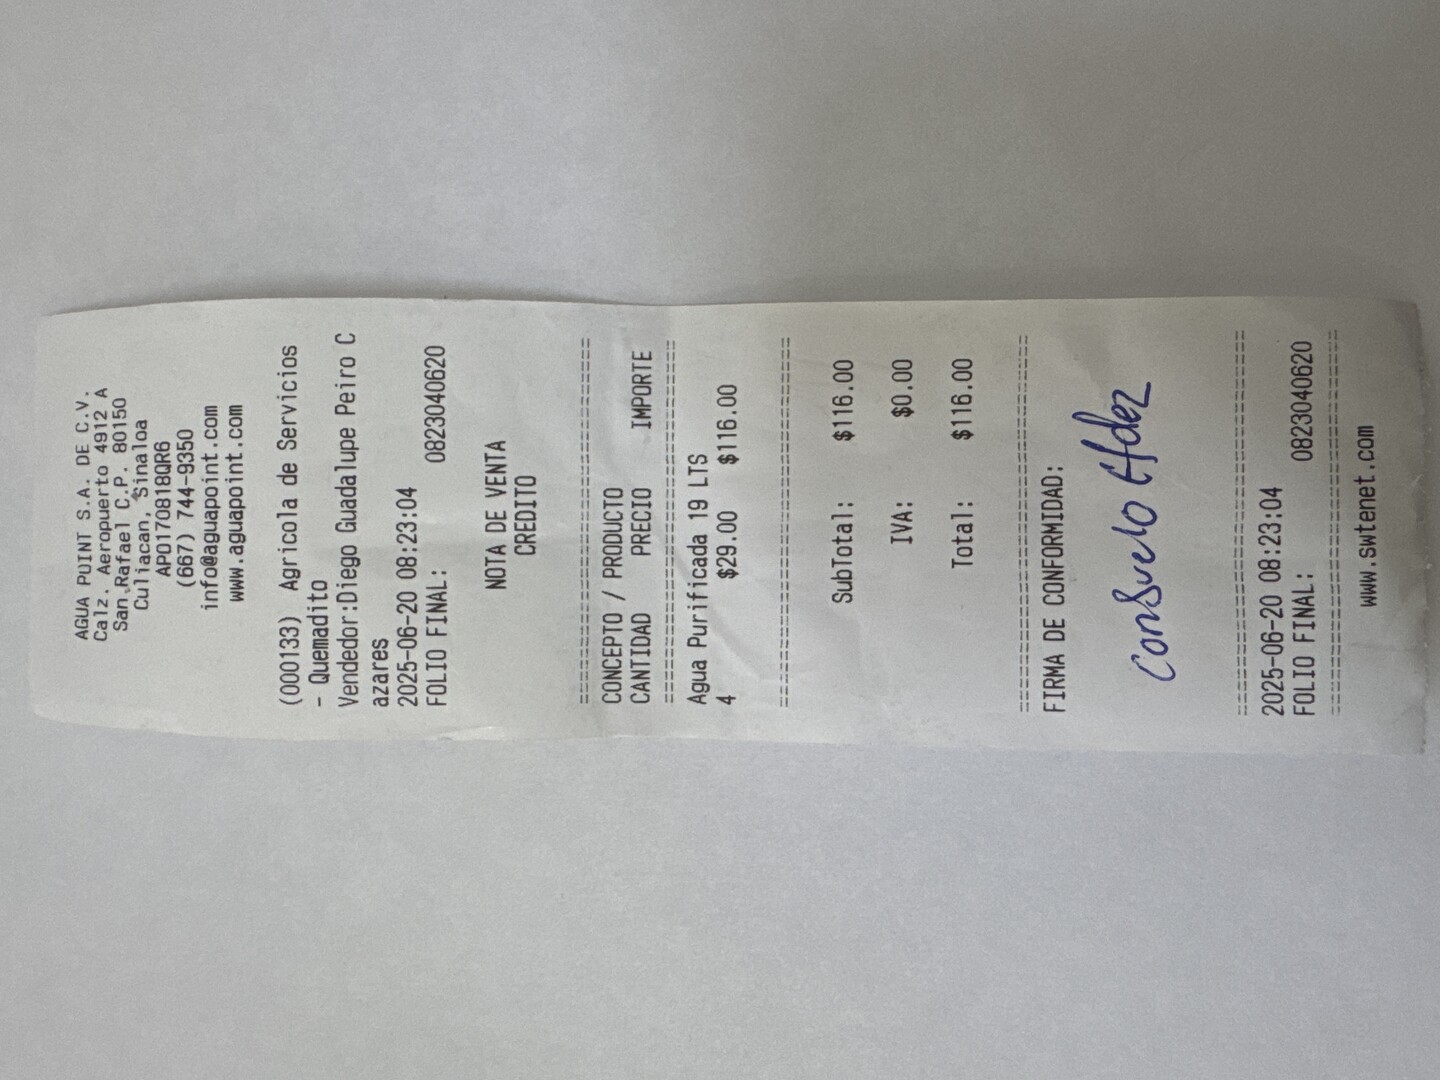 AGUA POINT S.A. DE C.V.
Calz. Aeropuerto 4912 A
San Rafael C.P. 80150
Culiacan, Sinaloa
APO170818QR6
(667) 744-9350
info@aguapoint.com
www.aguapoint.com
(000133) Agricola de Servicios
- Quemadito
Vendedor:Diego Guadalupe Peiro C
azares
2025-06-20 08:23:04
FOLIO FINAL: 0823040620
NOTA DE VENTA
CREDITO
CONCEPTO / PRODUCTO
CANTIDAD PRECIO IMPORTE
Agua Purificada 19 LTS
4 $29.00 $116.00
SubTotal: $116.00
IVA: $0.00
Total: $116.00
FIRMA DE CONFORMIDAD:
Consuelo Hdez
2025-06-20 08:23:04
FOLIO FINAL: 0823040620
www.swtenet.com